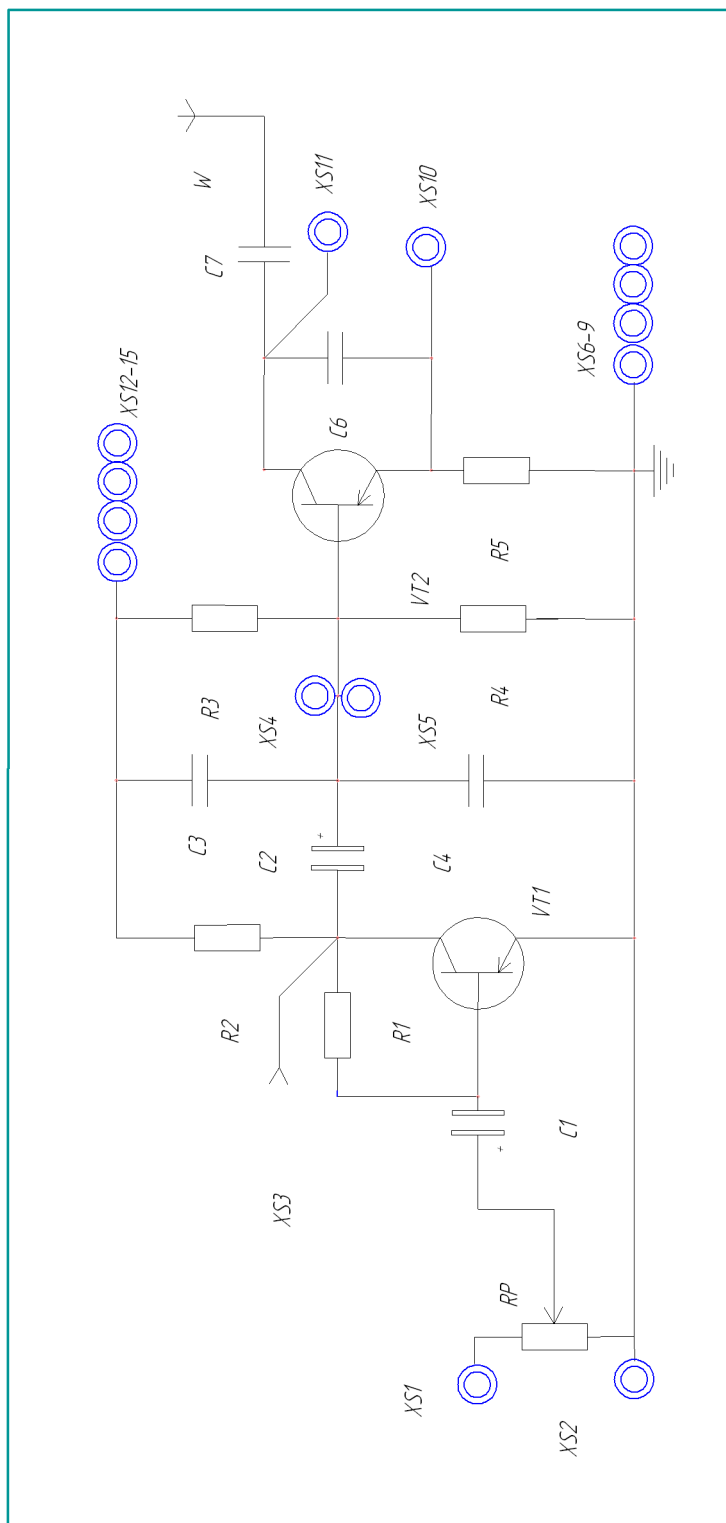 W
XS11
XS10
C7
XS12-15
XS6-9
C6
R5
VT2
R3
XS4
XS5
R4
+
C3
C2
C4
VT1
R2
R1
XS3
C1
+
RP
XS1
XS2